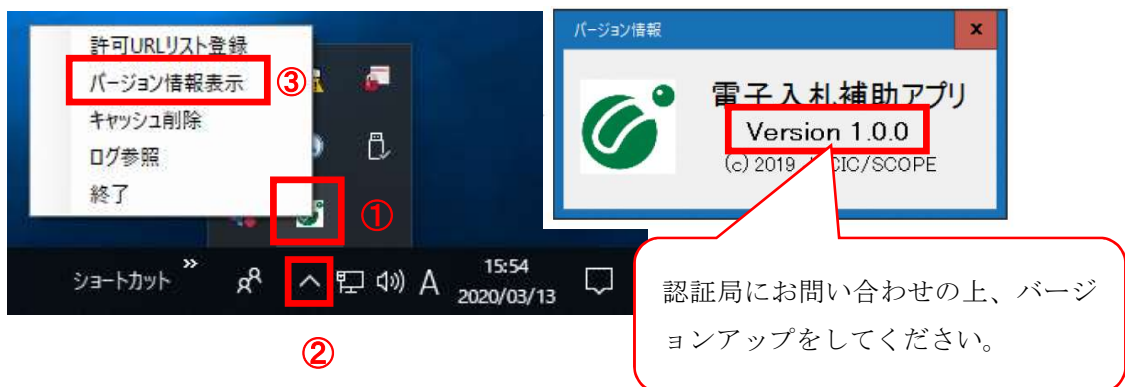 許可URLリスト登録
バージョン情報表示
③
キャッシュ削除
ログ参照
終了
①
ショートカット
»
A
15:54
2020/03/13
②
バージョン情報
x
電子入札補助アプリ
Version 1.0.0
(c) 2019 CIC/SCOPE
認証局にお問い合わせの上、バージ
ョンアップをしてください。